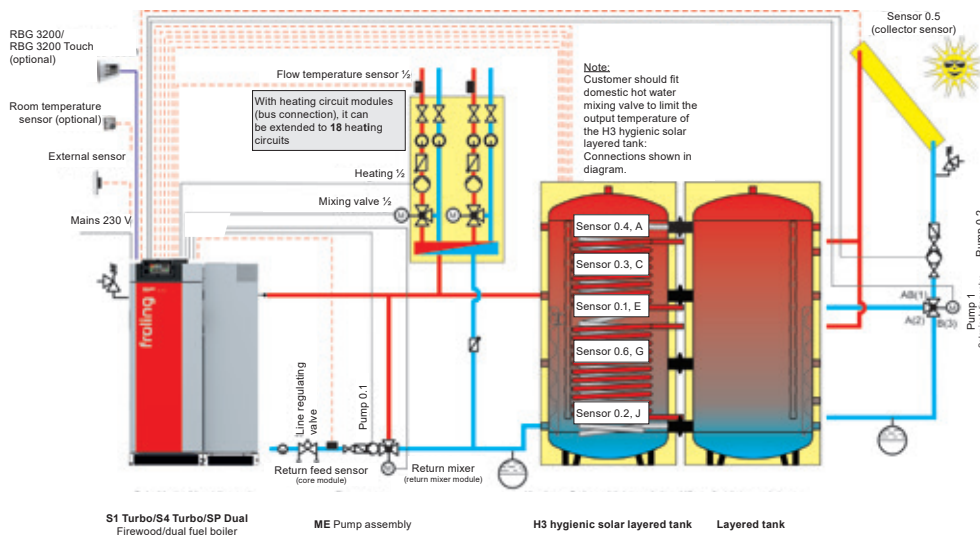 RBG 3200/
RBG 3200 Touch
(optional)
Room temperature
sensor (optional)
External sensor
Mains 230 V
Flow temperature sensor ½
With heating circuit modules
(bus connection), it can
be extended to 18 heating
circuits
Heating ½
Mixing valve ½
M
M
Note:
Customer should fit
domestic hot water
mixing valve to limit the
output temperature of
the H3 hygienic solar
layered tank:
Connections shown in
diagram.
Sensor 0.5
(collector sensor)
Sensor 0.4, A
Sensor 0.3, C
Sensor 0.1, E
Sensor 0.6, G
Sensor 0.2, J
Pump 0.2
Pump 1
AB(1)
A(2)
B(3)
M
froling
Line regulating
valve
Pump 0.1
Return feed sensor
(core module)
M
Return mixer
(return mixer module)
S1 Turbo/S4 Turbo/SP Dual
Firewood/dual fuel boiler
ME Pump assembly
H3 hygienic solar layered tank
Layered tank